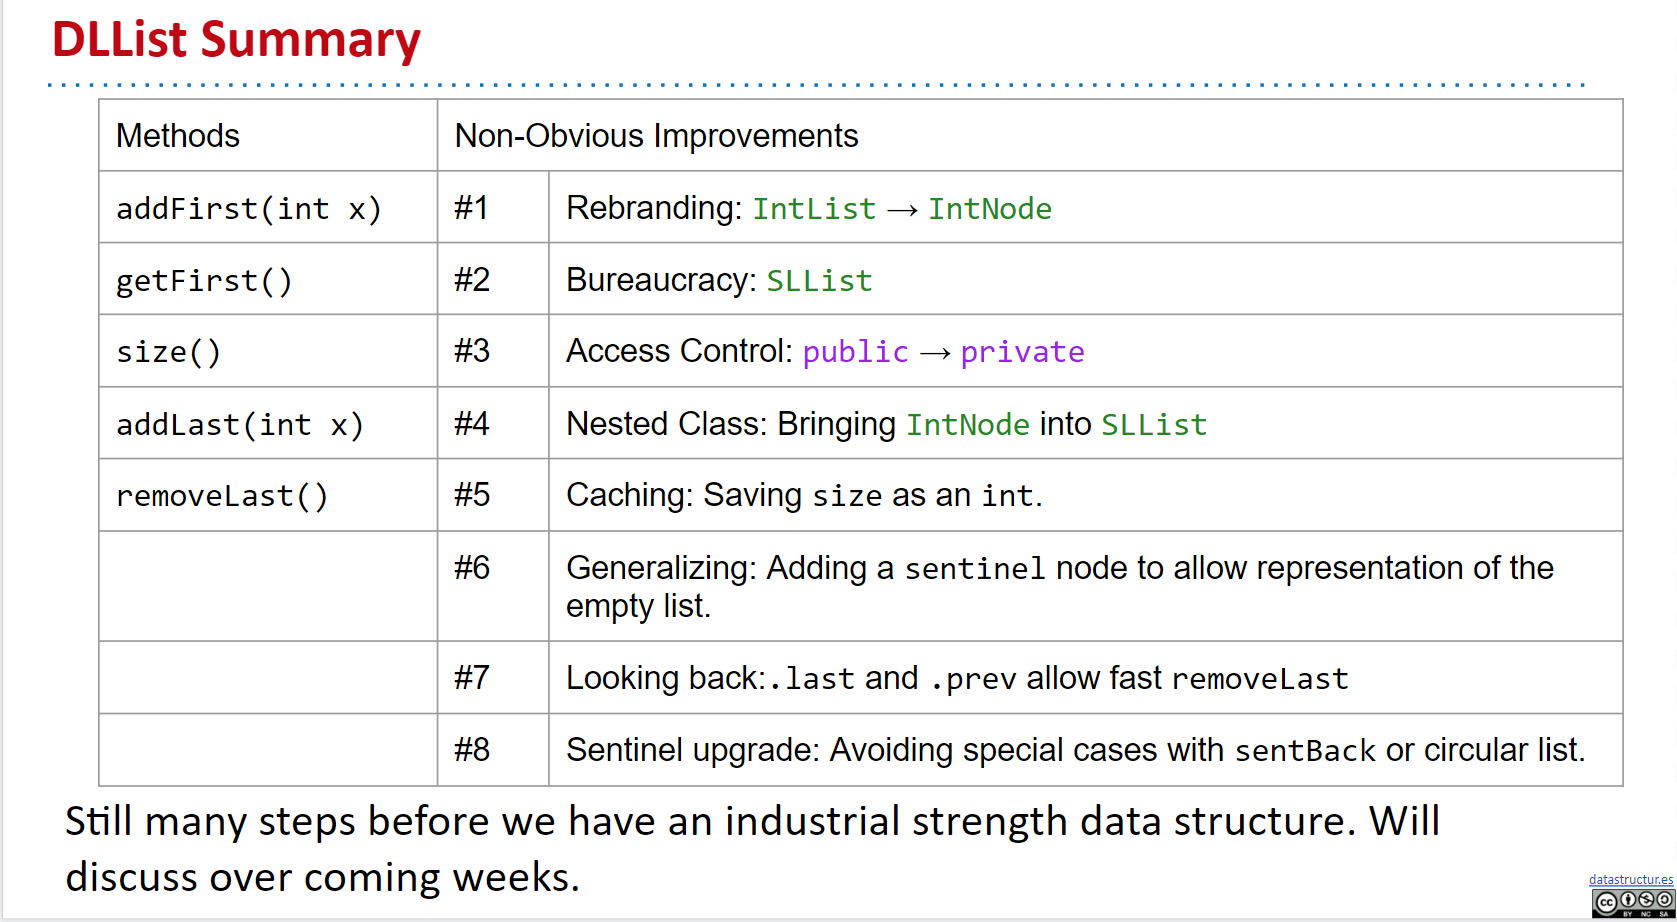 DLList Summary
Methods
Non-Obvious Improvements
addFirst(int x)
#1
Rebranding: IntList → IntNode
getFirst()
#2
Bureaucracy: SLList
size()
#3
Access Control: public → private
addLast(int x)
#4
Nested Class: Bringing IntNode into SLList
removeLast()
#5
Caching: Saving size as an int.
#6
Generalizing: Adding a sentinel node to allow representation of the
empty list.
#7
Looking back:.last and .prev allow fast removeLast
#8
Sentinel upgrade: Avoiding special cases with sentBack or circular list.
Still many steps before we have an industrial strength data structure. Will
discuss over coming weeks.
datastructur.es
cc
BY NC SA